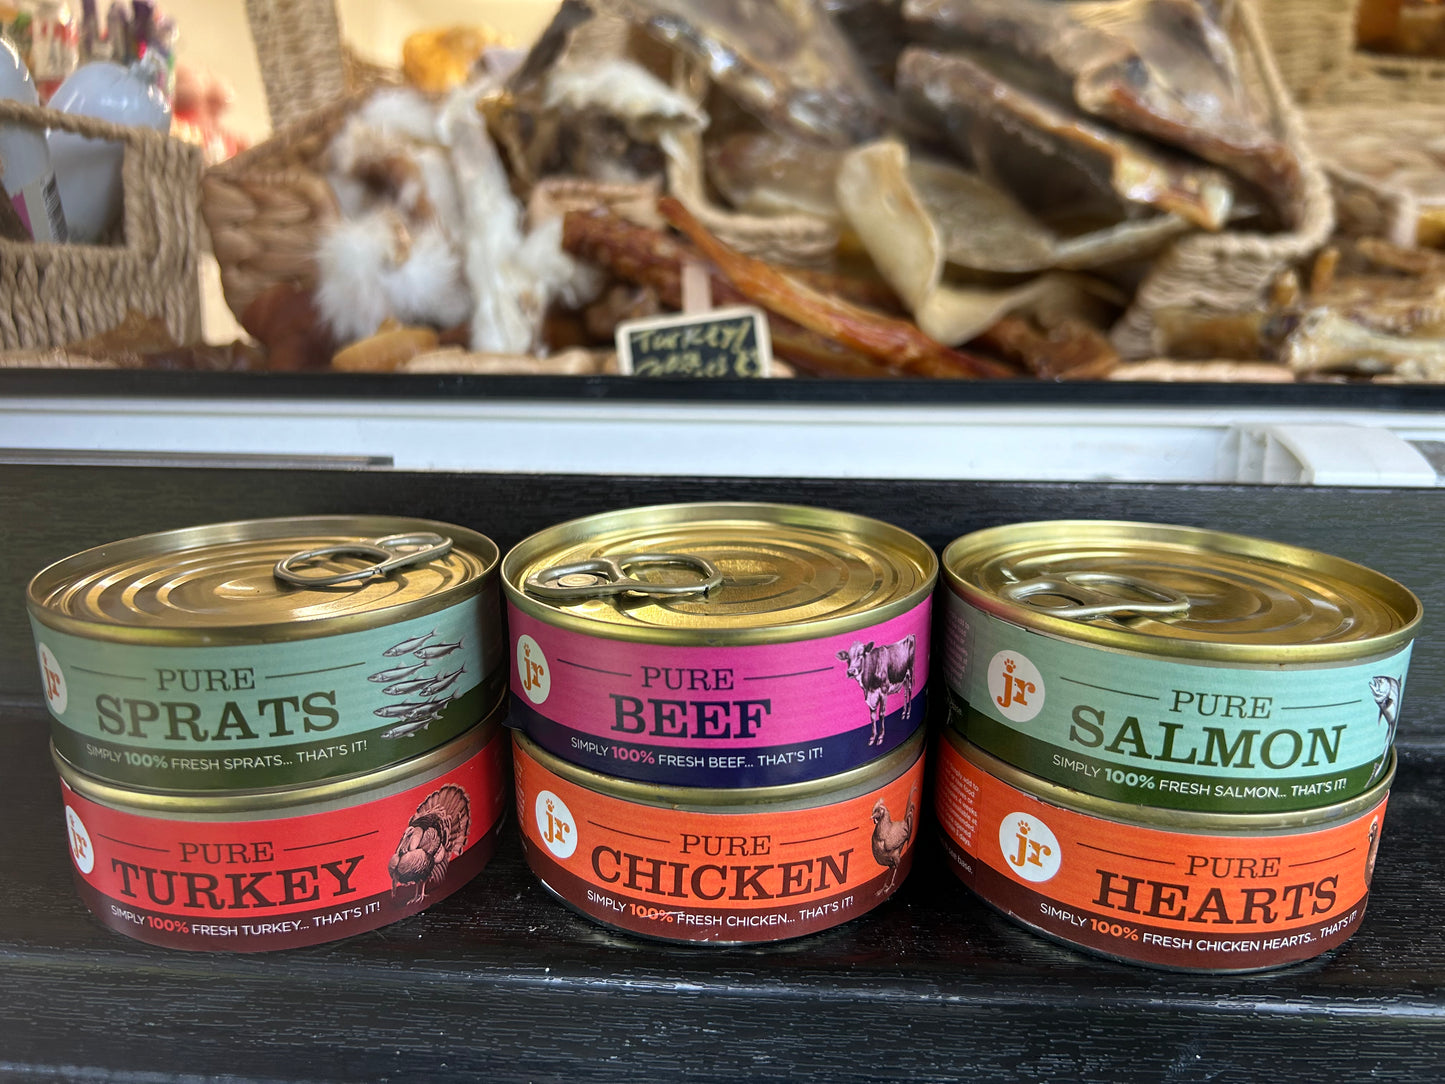 TURKEY/
jr
PURE
SPRATS
SIMPLY 100% FRESH SPRATS... THAT'S IT!
jr
PURE
BEEF
SIMPLY 100% FRESH BEEF... THAT'S IT!
jr
PURE
SALMON
SIMPLY 100% FRESH SALMON... THAT'S IT!
jr
PURE
TURKEY
SIMPLY 100% FRESH TURKEY... THAT'S IT!
jr
PURE
CHICKEN
SIMPLY 100% FRESH CHICKEN... THAT'S IT!
jr
PURE
HEARTS
SIMPLY 100% FRESH CHICKEN HEARTS... THAT'S IT!